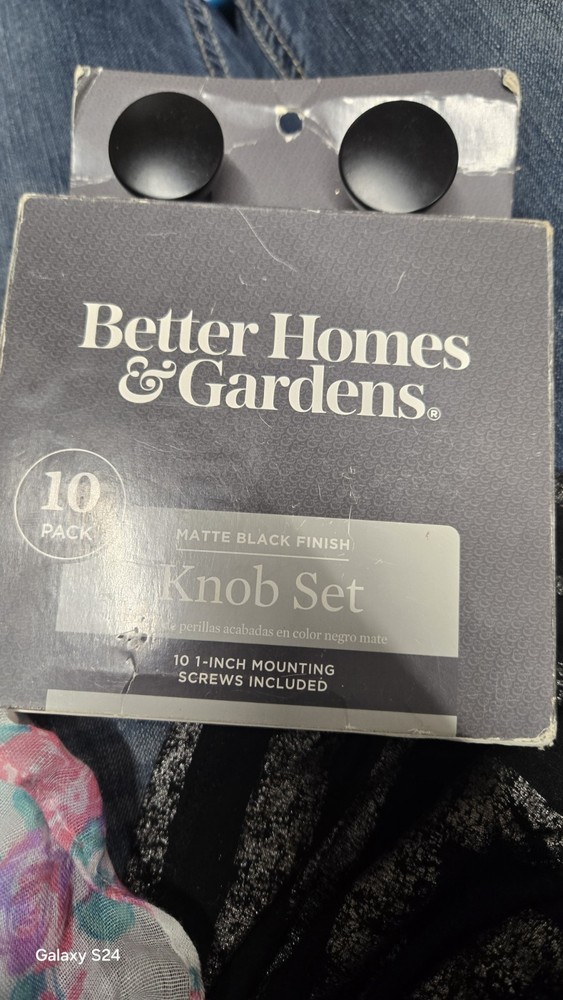 Better Homes
& Gardens®
10
PACK
MATTE BLACK FINISH
Knob Set
perillas acabadas en color negro mate
10 1-INCH MOUNTING
SCREWS INCLUDED
Galaxy S24